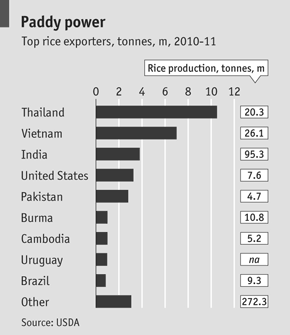 Paddy power
Top rice exporters, tonnes, m, 2010-11
Rice production, tonnes, m
0 2 4 6 8 10 12
Thailand 20.3
Vietnam 26.1
India 95.3
United States 7.6
Pakistan 4.7
Burma 10.8
Cambodia 5.2
Uruguay na
Brazil 9.3
Other 272.3
Source: USDA